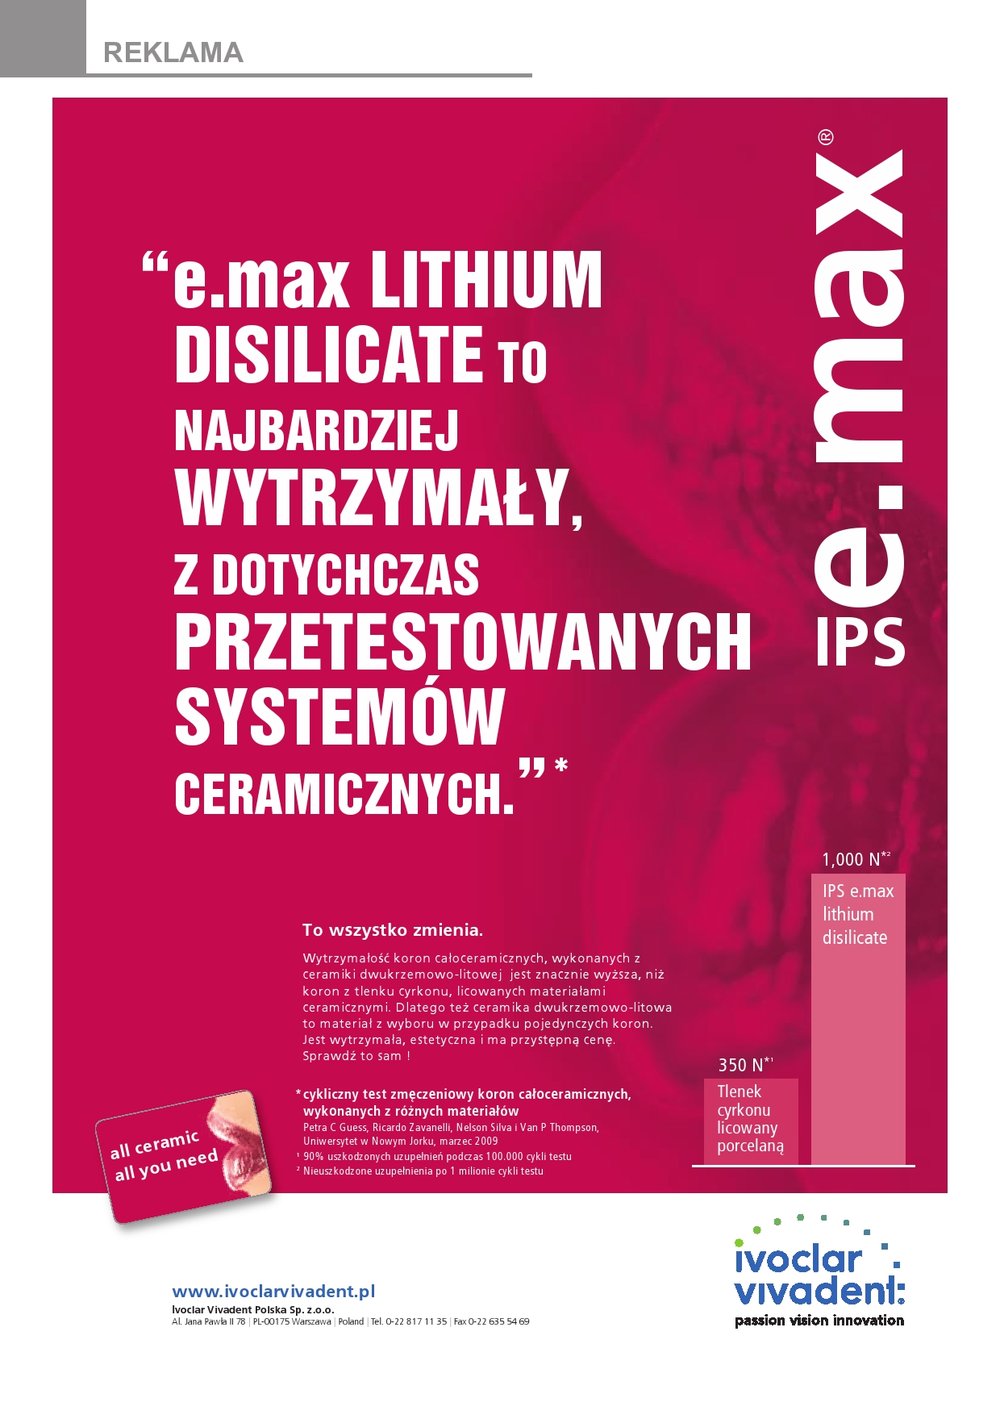 REKLAMA
“e.max LITHIUM
DISILICATE TO
NAJBARDZIEJ
WYTRZYMAŁY,
Z DOTYCHCZAS
PRZETESTOWANYCH
SYSTEMÓW
CERAMICZNYCH.”*
IPS e.max®
To wszystko zmienia.
Wytrzymałość koron całoceramicznych, wykonanych z
ceramiki dwukrzemowo-litowej jest znacznie wyższa, niż
koron z tlenku cyrkonu, licowanych materiałami
ceramicznymi. Dlatego też ceramika dwukrzemowo-litowa
to materiał z wyboru w przypadku pojedynczych koron.
Jest wytrzymała, estetyczna i ma przystępną cenę.
Sprawdź to sam !
* cykliczny test zmęczeniowy koron całoceramicznych,
wykonanych z różnych materiałów
Petra C Guess, Ricardo Zavanelli, Nelson Silva i Van P Thompson,
Uniwersytet w Nowym Jorku, marzec 2009
¹ 90% uszkodzonych uzupełnień podczas 100.000 cykli testu
² Nieuszkodzone uzupełnienia po 1 milionie cykli testu
350 N*¹
Tlenek
cyrkonu
licowany
porcelaną
1,000 N*²
IPS e.max
lithium
disilicate
all ceramic
all you need
www.ivoclarvivadent.pl
Ivoclar Vivadent Polska Sp. z.o.o.
Al. Jana Pawła II 78 | PL-00175 Warszawa | Poland | Tel. 0-22 817 11 35 | Fax 0-22 635 54 69
ivoclar
vivadent:
passion vision innovation